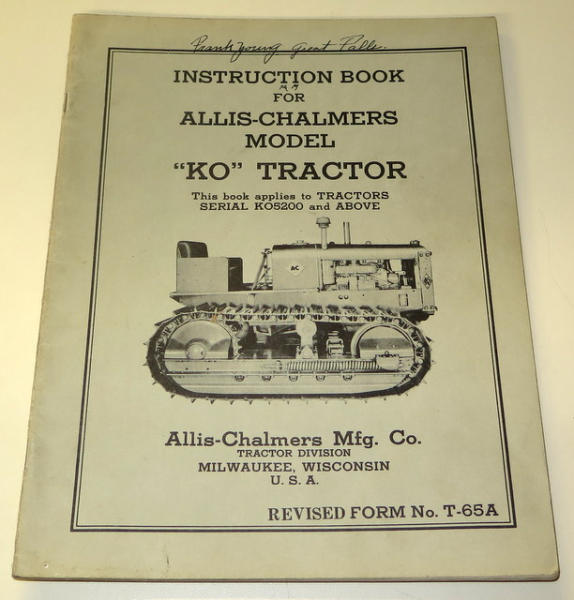 Frank Young Great Falls.
INSTRUCTION BOOK
FOR
ALLIS-CHALMERS
MODEL
"KO" TRACTOR
This book applies to TRACTORS
SERIAL KO5200 and ABOVE
AC
Allis-Chalmers Mfg. Co.
TRACTOR DIVISION
MILWAUKEE, WISCONSIN
U. S. A.
REVISED FORM No. T-65A